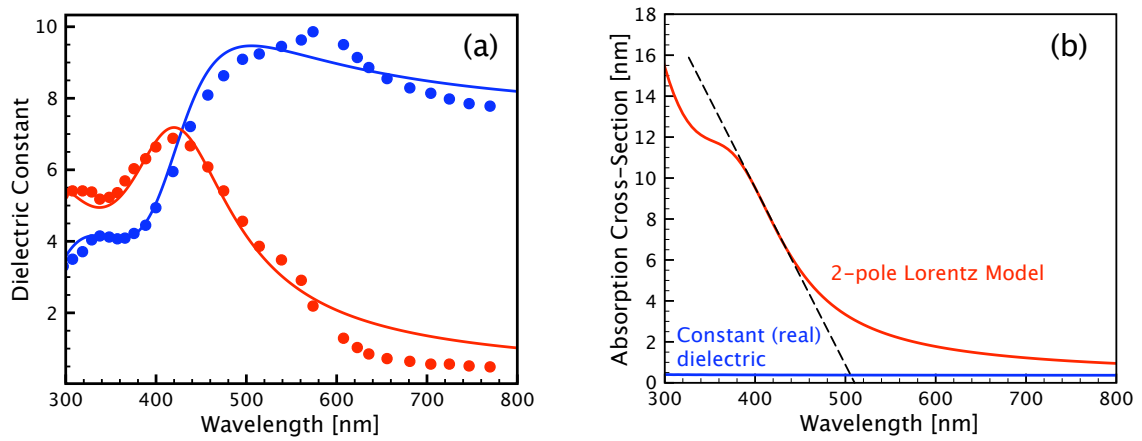 (a)
Dielectric Constant
10
8
6
4
2
300 400 500 600 700 800
Wavelength [nm]
(b)
Absorption Cross-Section [nm]
18
16
14
12
10
8
6
4
2
0
2-pole Lorentz Model
Constant (real)
dielectric
300 400 500 600 700 800
Wavelength [nm]